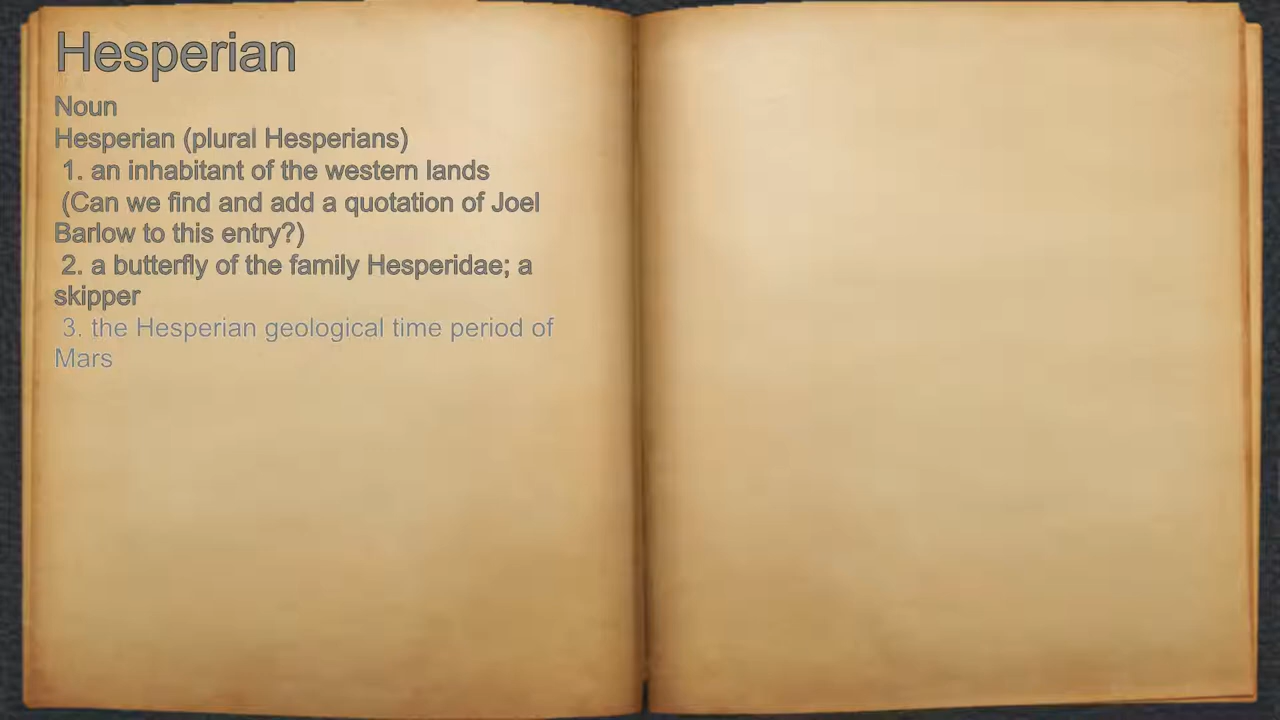 Hesperian
Noun
Hesperian (plural Hesperians)
1. an inhabitant of the western lands
(Can we find and add a quotation of Joel
Barlow to this entry?)
2. a butterfly of the family Hesperidae; a
skipper
3. the Hesperian geological time period of
Mars